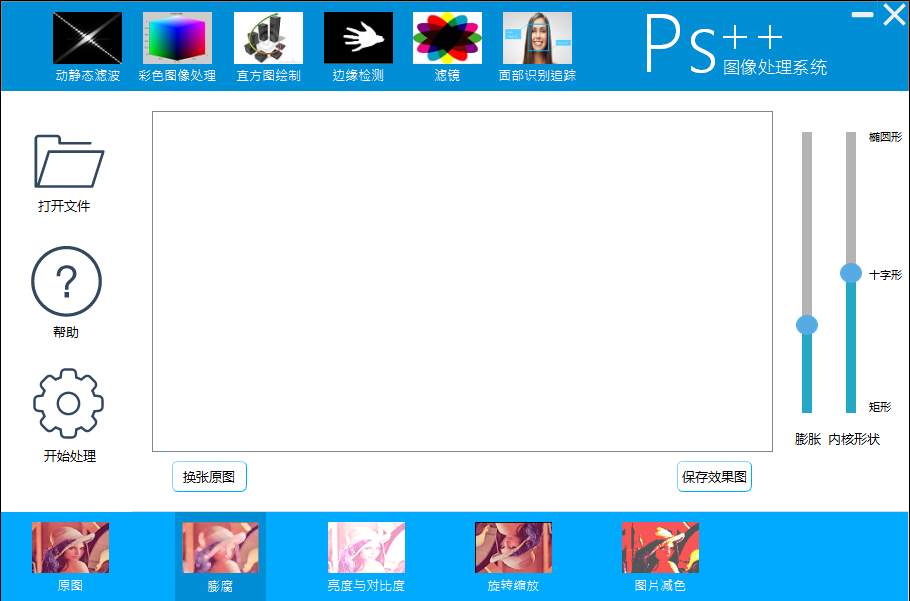 动静态滤波
彩色图像处理
直方图绘制
边缘检测
滤镜
面部识别追踪
Ps++
图像处理系统
打开文件
帮助
开始处理
椭圆形
十字形
矩形
膨胀
内核形状
换张原图
保存效果图
原图
膨腐
亮度与对比度
旋转缩放
图片减色